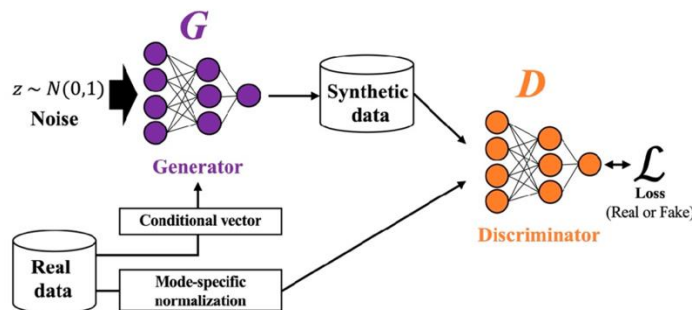 G
z ~ N(0,1)
Noise
Generator
Synthetic
data
D
ℒ
Loss
(Real or Fake)
Discriminator
Conditional vector
Real
data
Mode-specific
normalization